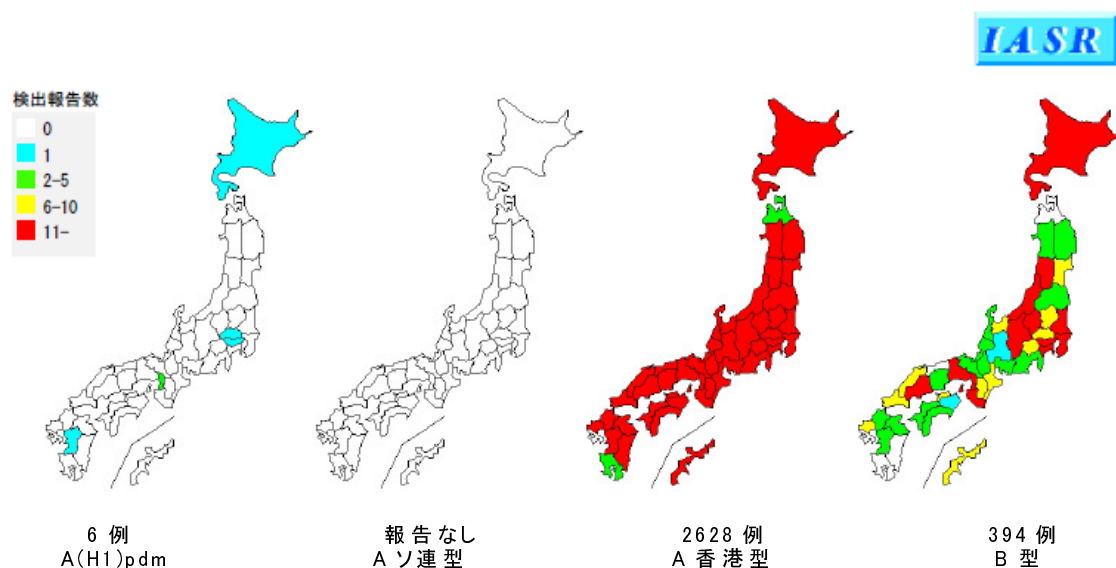 IASR
検出報告数
0
1
2-5
6-10
11-
6 例
A(H1)pdm
報告なし
A ソ連型
2628 例
A 香港型
394 例
B 型